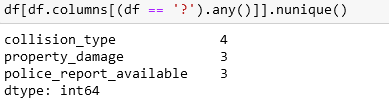 df[df.columns[(df == '?').any()]].nunique()
collision_type 4
property_damage 3
police_report_available 3
dtype: int64